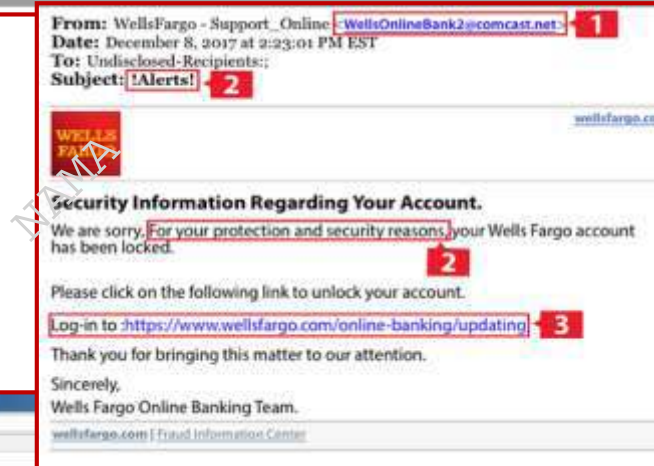 From: WellsFargo - Support_Online <WellsOnlineBank2@comcast.net> 1
Date: December 8, 2017 at 2:23:01 PM EST
To: Undisclosed-Recipients:;
Subject: !Alerts! 2
wellsfargo.co
WELLS
FARGO
NAMA
Security Information Regarding Your Account.
We are sorry, For your protection and security reasons, your Wells Fargo account
has been locked.
2
Please click on the following link to unlock your account.
Log-in to :https://www.wellsfargo.com/online-banking/updating 3
Thank you for bringing this matter to our attention.
Sincerely,
Wells Fargo Online Banking Team.
wellsfargo.com | Fraud Information Center